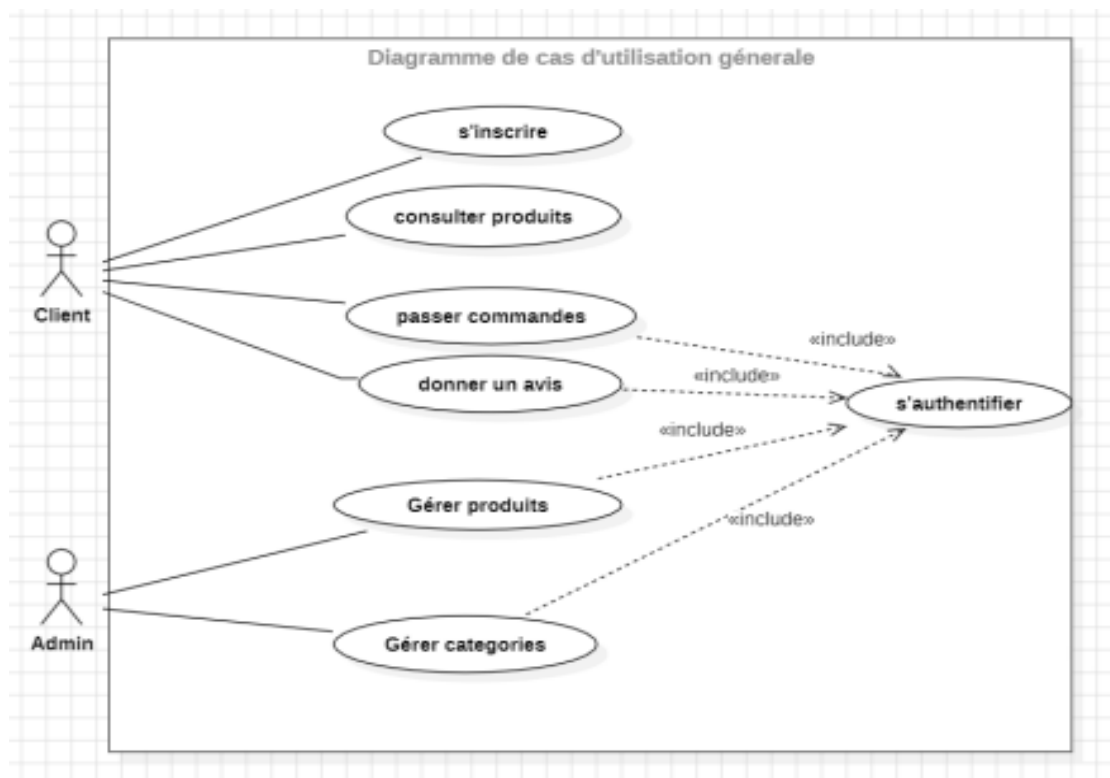 Diagramme de cas d'utilisation génerale
s'inscrire
consulter produits
Client
passer commandes
«include»
donner un avis
«include»
s'authentifier
«include»
Gérer produits
«include»
Admin
Gérer categories